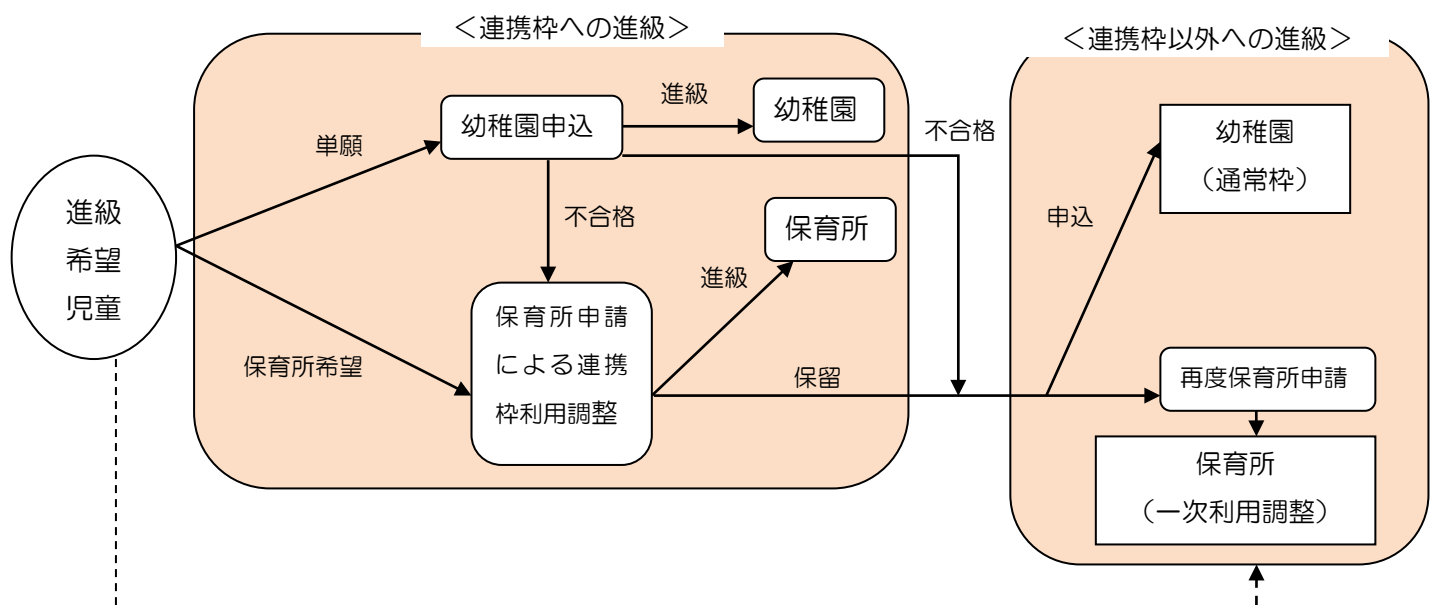 ＜連携枠への進級＞
＜連携枠以外への進級＞
進級
希望
児童
単願
保育所希望
幼稚園申込
進級
幼稚園
不合格
不合格
保育所申請
による連携
枠利用調整
進級
保育所
保留
申込
幼稚園
（通常枠）
再度保育所申請
保育所
（一次利用調整）